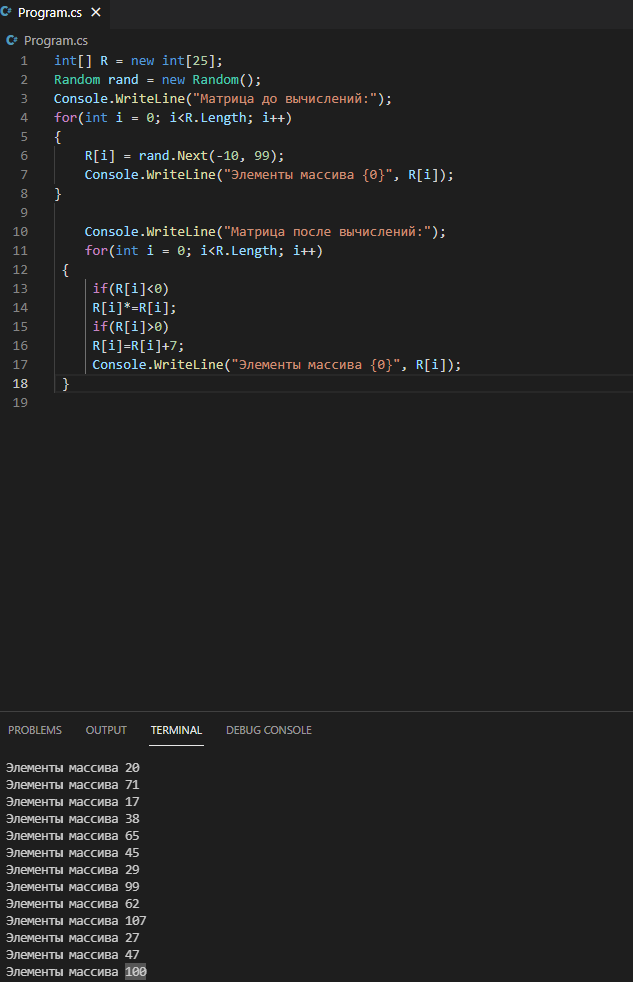 Program.cs
Program.cs
1 int[] R = new int[25];
2 Random rand = new Random();
3 Console.WriteLine("Матрица до вычислений:");
4 for(int i = 0; i<R.Length; i++)
5 {
6 R[i] = rand.Next(-10, 99);
7 Console.WriteLine("Элементы массива {0}", R[i]);
8 }
9
10 Console.WriteLine("Матрица после вычислений:");
11 for(int i = 0; i<R.Length; i++)
12 {
13 if(R[i]<0)
14 R[i]*=R[i];
15 if(R[i]>0)
16 R[i]=R[i]+7;
17 Console.WriteLine("Элементы массива {0}", R[i]);
18 }
19
PROBLEMS OUTPUT TERMINAL DEBUG CONSOLE
Элементы массива 20
Элементы массива 71
Элементы массива 17
Элементы массива 38
Элементы массива 65
Элементы массива 45
Элементы массива 29
Элементы массива 99
Элементы массива 62
Элементы массива 107
Элементы массива 27
Элементы массива 47
Элементы массива 100